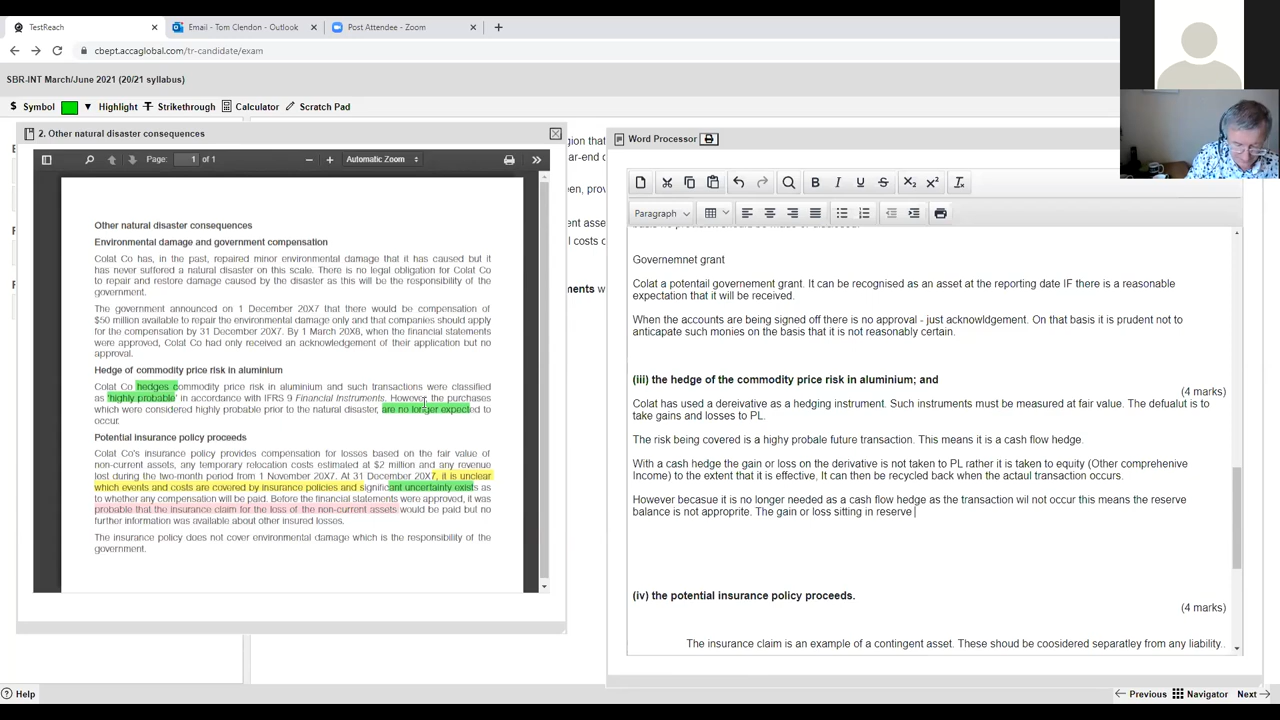 TestReach
Email - Tom Clendon - Outlook
Post Attendee - Zoom
cbept.accaglobal.com/tr-candidate/exam
SBR-INT March/June 2021 (20/21 syllabus)
$ Symbol Highlight Strikethrough Calculator Scratch Pad
2. Other natural disaster consequences
Page: 1 of 1 Automatic Zoom
Other natural disaster consequences
Environmental damage and government compensation
Colat Co has, in the past, repaired minor environmental damage that it has caused but it
has never suffered a natural disaster on this scale. There is no legal obligation for Colat Co
to repair and restore damage caused by the disaster as this will be the responsibility of the
government.
The government announced on 1 December 20X7 that there would be compensation of
$50 million available to repair the environmental damage only and that companies should apply
for the compensation by 31 December 20X7. By 1 March 20X8, when the financial statements
were approved, Colat Co had only received an acknowledgement of their application but no
approval.
Hedge of commodity price risk in aluminium
Colat Co hedges commodity price risk in aluminium and such transactions were classified
as 'highly probable' in accordance with IFRS 9 Financial Instruments. However, the purchases
which were considered highly probable prior to the natural disaster, are no longer expected to
occur.
Potential insurance policy proceeds
Colat Co's insurance policy provides compensation for losses based on the fair value of
non-current assets, any temporary relocation costs estimated at $2 million and any revenue
lost during the two-month period from 1 November 20X7. At 31 December 20X7, it is unclear
which events and costs are covered by insurance policies and significant uncertainty exists as
to whether any compensation will be paid. Before the financial statements were approved, it was
probable that the insurance claim for the loss of the non-current assets would be paid but no
further information was available about other insured losses.
The insurance policy does not cover environmental damage which is the responsibility of the
government.
gion that
ar-end
en, prov
ent asse
l costs
ments w
Word Processor
Paragraph
Governemnet grant
Colat a potentail governement grant. It can be recognised as an asset at the reporting date IF there is a reasonable
expectation that it will be received.
When the accounts are being signed off there is no approval - just acknowldgement. On that basis it is prudent not to
anticapate such monies on the basis that it is not reasonably certain.
(iii) the hedge of the commodity price risk in aluminium; and
(4 marks)
Colat has used a dereivative as a hedging instrument. Such instruments must be measured at fair value. The defualut is to
take gains and losses to PL.
The risk being covered is a highy probale future transaction. This means it is a cash flow hedge.
With a cash hedge the gain or loss on the derivative is not taken to PL rather it is taken to equity (Other comprehenive
Income) to the extent that it is effective, It can then be recycled back when the actaul transaction occurs.
However becasue it is no longer needed as a cash flow hedge as the transaction wil not occur this means the reserve
balance is not approprite. The gain or loss sitting in reserve
(iv) the potential insurance policy proceeds.
(4 marks)
The insurance claim is an example of a contingent asset. These shoud be coosidered separatley from any liability..
Help
Previous Navigator Next